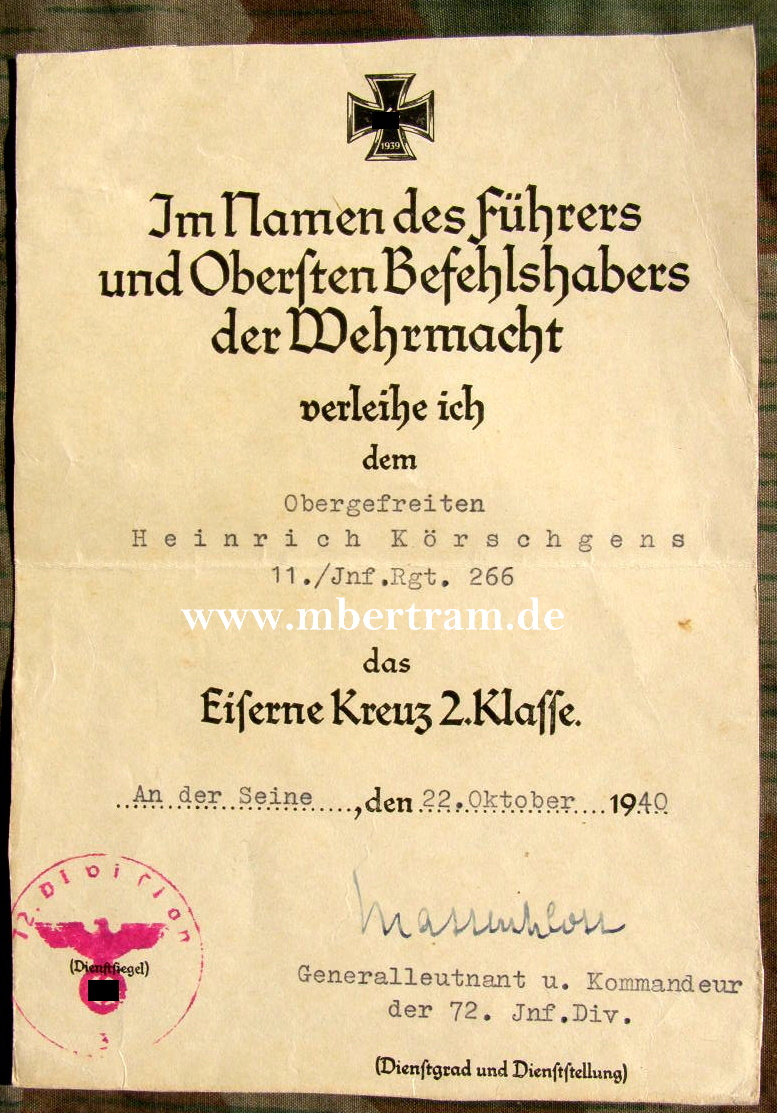 1939
Im Namen des Führers
und Oberſten Befehlshabers
der Wehrmacht
verleihe ich
dem
Obergefreiten
Heinrich Körschgens
11./Jnf.Rgt. 266
www.mbertram.de
das
Eiſerne Kreuz 2.Klaſſe.
An der Seine, den 22.Oktober 1940
72. Division
(Dienſtſiegel)
3
Generalleutnant u. Kommandeur
der 72. Jnf.Div.
(Dienſtgrad und Dienſtſtellung)